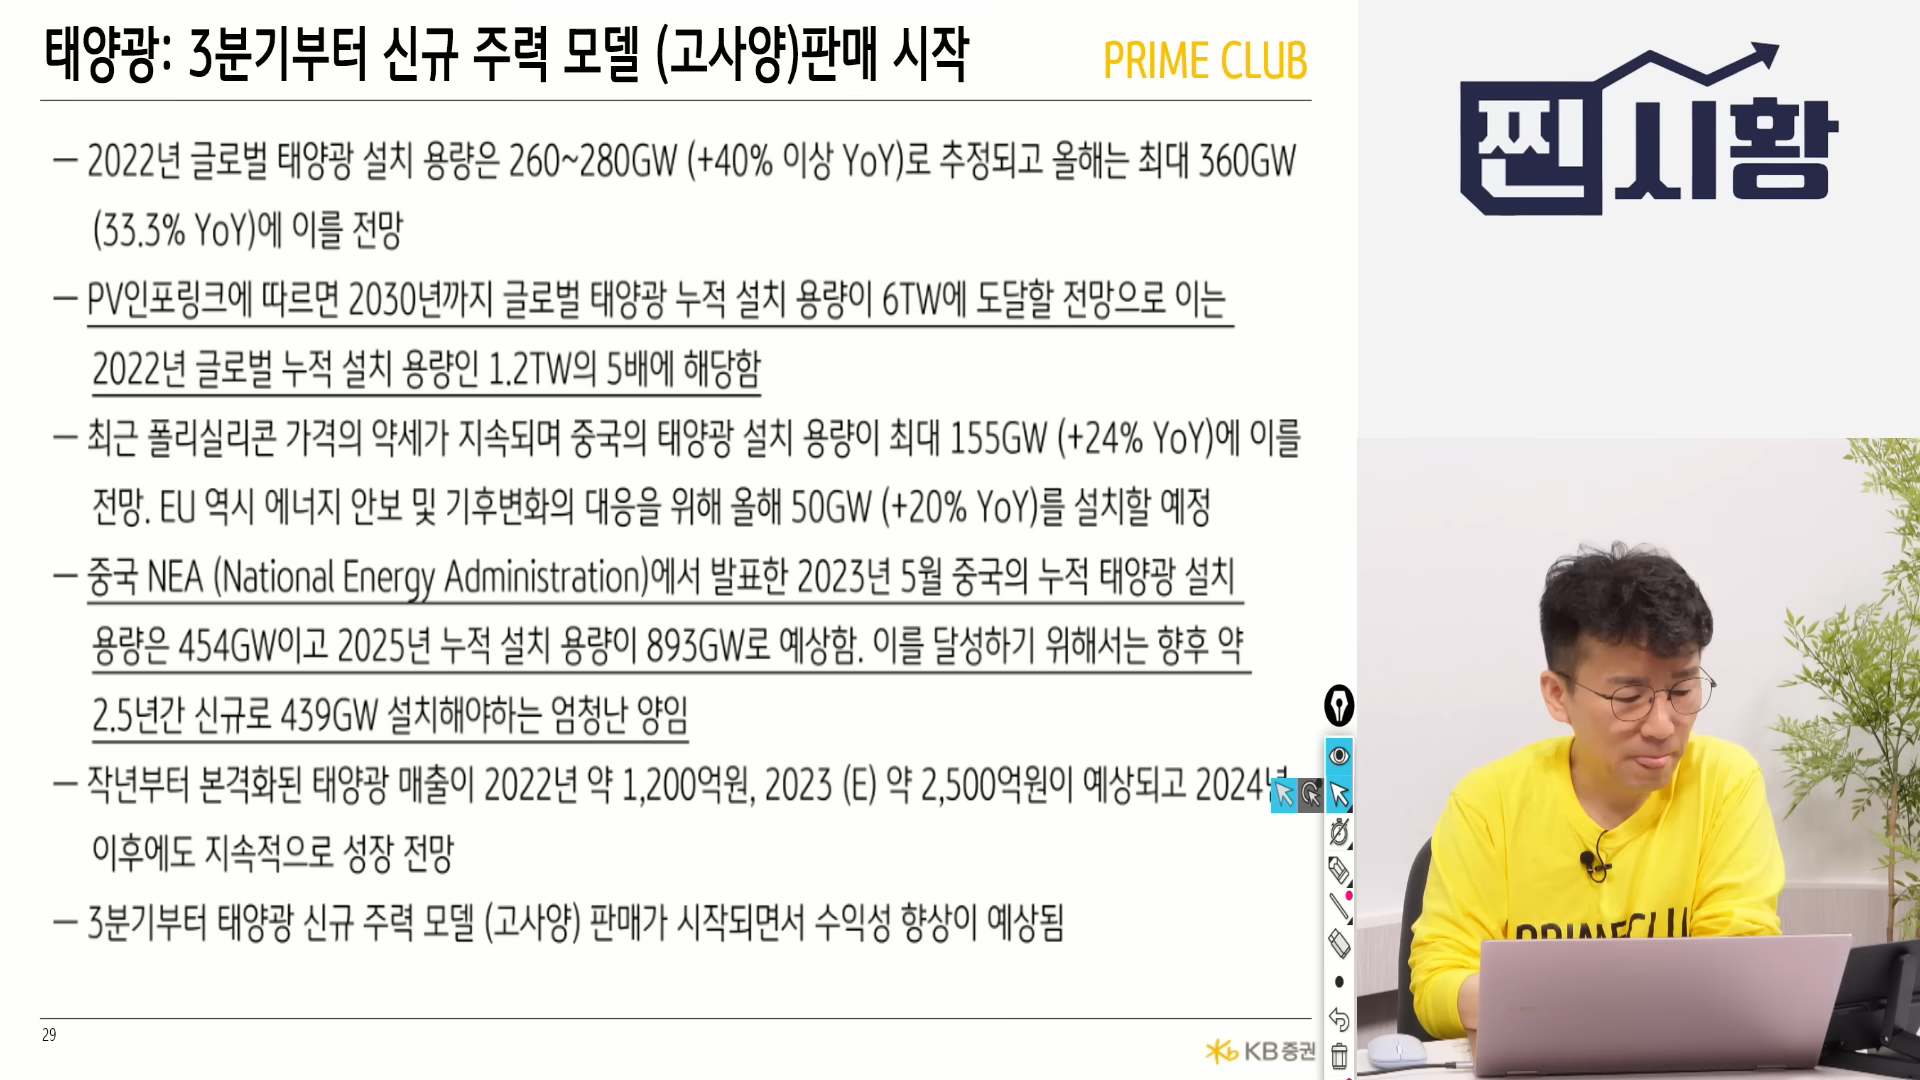 태양광: 3분기부터 신규 주력 모델 (고사양)판매 시작
PRIME CLUB
찐시황
– 2022년 글로벌 태양광 설치 용량은 260~280GW (+40% 이상 YoY)로 추정되고 올해는 최대 360GW
(33.3% YoY)에 이를 전망
– PV인포링크에 따르면 2030년까지 글로벌 태양광 누적 설치 용량이 6TW에 도달할 전망으로 이는
2022년 글로벌 누적 설치 용량인 1.2TW의 5배에 해당함
– 최근 폴리실리콘 가격의 약세가 지속되며 중국의 태양광 설치 용량이 최대 155GW (+24% YoY)에 이를
전망. EU 역시 에너지 안보 및 기후변화의 대응을 위해 올해 50GW (+20% YoY)를 설치할 예정
– 중국 NEA (National Energy Administration)에서 발표한 2023년 5월 중국의 누적 태양광 설치
용량은 454GW이고 2025년 누적 설치 용량이 893GW로 예상함. 이를 달성하기 위해서는 향후 약
2.5년간 신규로 439GW 설치해야하는 엄청난 양임
– 작년부터 본격화된 태양광 매출이 2022년 약 1,200억원, 2023 (E) 약 2,500억원이 예상되고 2024년
이후에도 지속적으로 성장 전망
– 3분기부터 태양광 신규 주력 모델 (고사양) 판매가 시작되면서 수익성 향상이 예상됨
PRIMECLU
29
KB증권